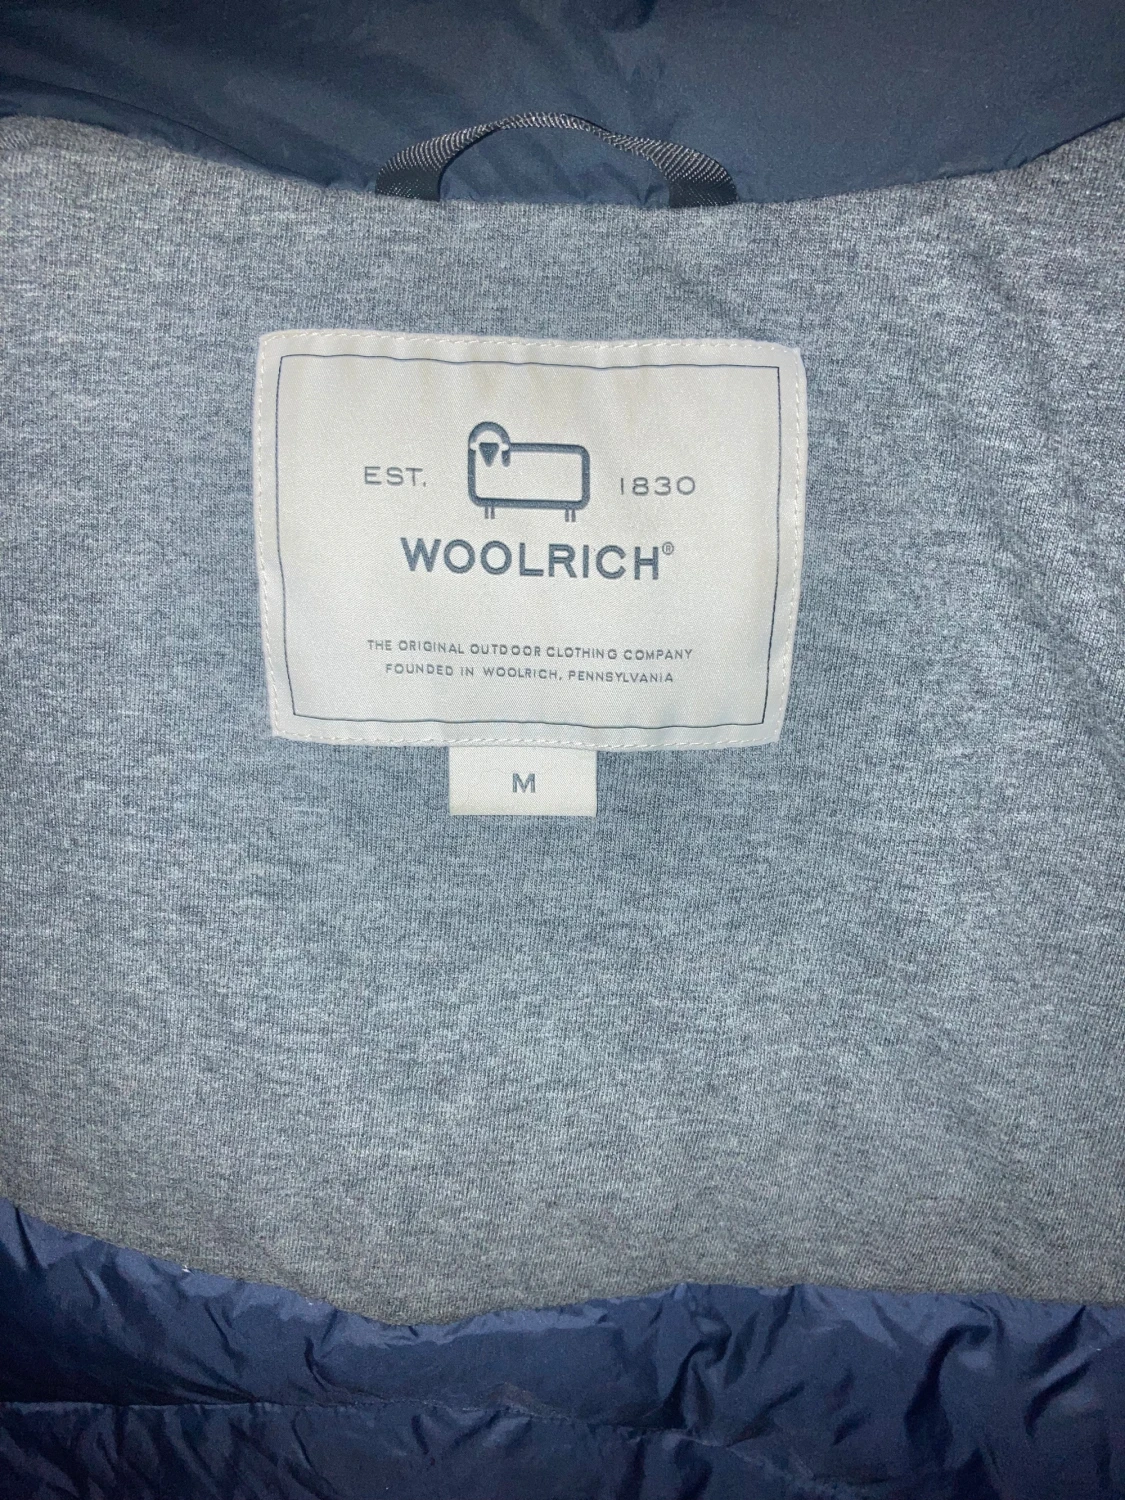 EST. 1830
WOOLRICH®
THE ORIGINAL OUTDOOR CLOTHING COMPANY
FOUNDED IN WOOLRICH, PENNSYLVANIA
M